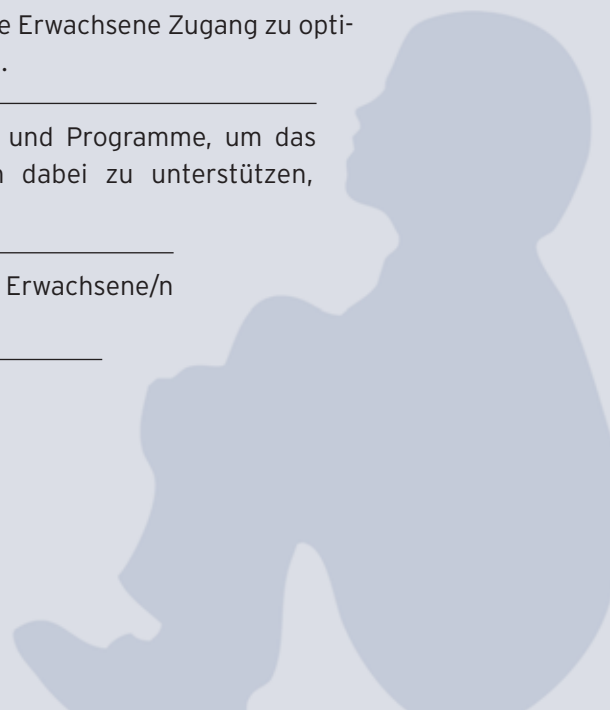 e Erwachsene Zugang zu opti-
.
und Programme, um das
dabei zu unterstützen,
Erwachsene/n